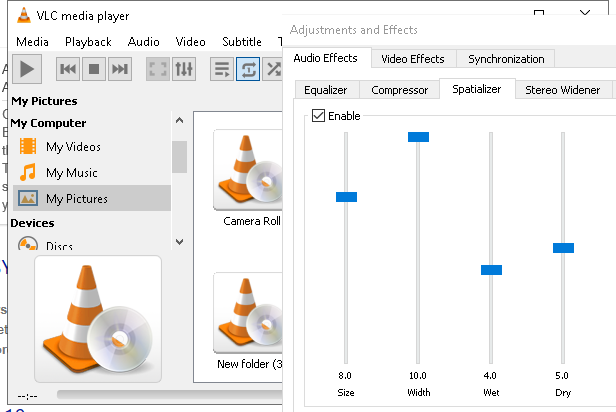 VLC media player
Media Playback Audio Video Subtitle
My Pictures
My Computer
My Videos
My Music
My Pictures
Devices
Discs
Camera Roll
New folder (3
--:--
Adjustments and Effects
Audio Effects Video Effects Synchronization
Equalizer Compressor Spatializer Stereo Widener
Enable
8.0 10.0 4.0 5.0
Size Width Wet Dry